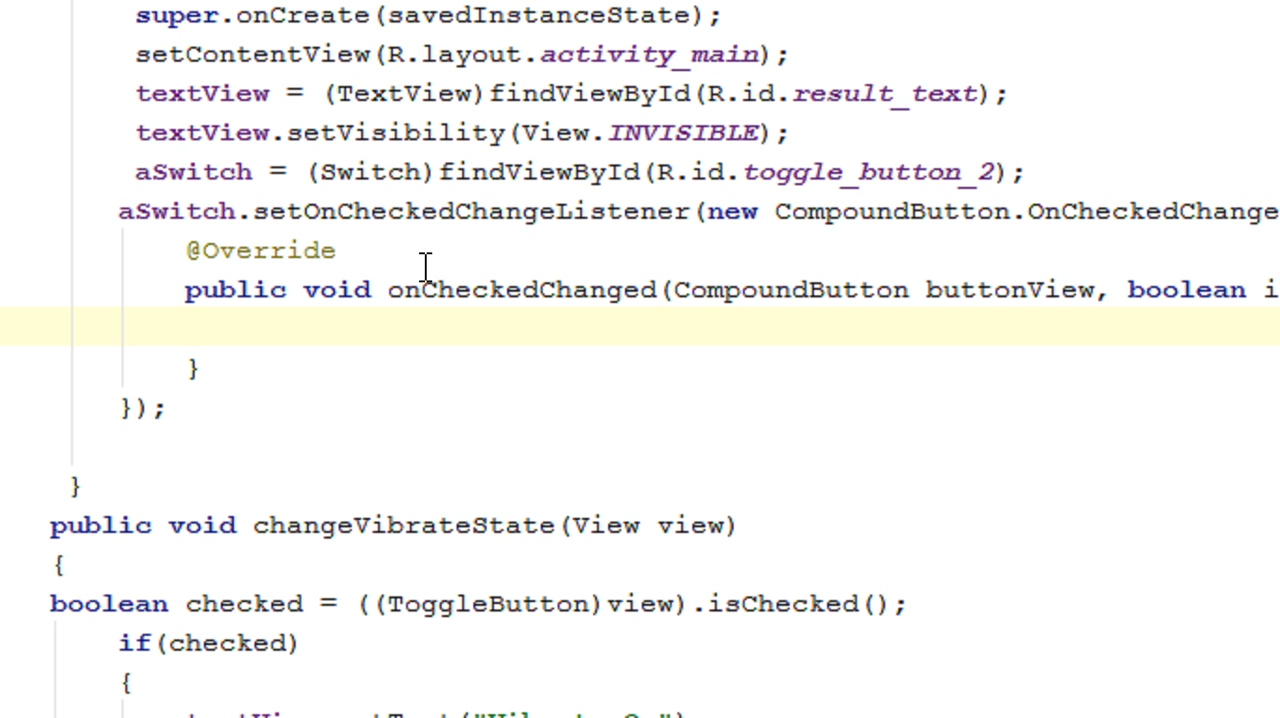 super.onCreate(savedInstanceState);
setContentView(R.layout.activity_main);
textView = (TextView)findViewById(R.id.result_text);
textView.setVisibility(View.INVISIBLE);
aSwitch = (Switch)findViewById(R.id.toggle_button_2);
aSwitch.setOnCheckedChangeListener(new CompoundButton.OnCheckedChange
@Override
public void onCheckedChanged(CompoundButton buttonView, boolean i
}
});
}
public void changeVibrateState(View view)
{
boolean checked = ((ToggleButton)view).isChecked();
if(checked)
{